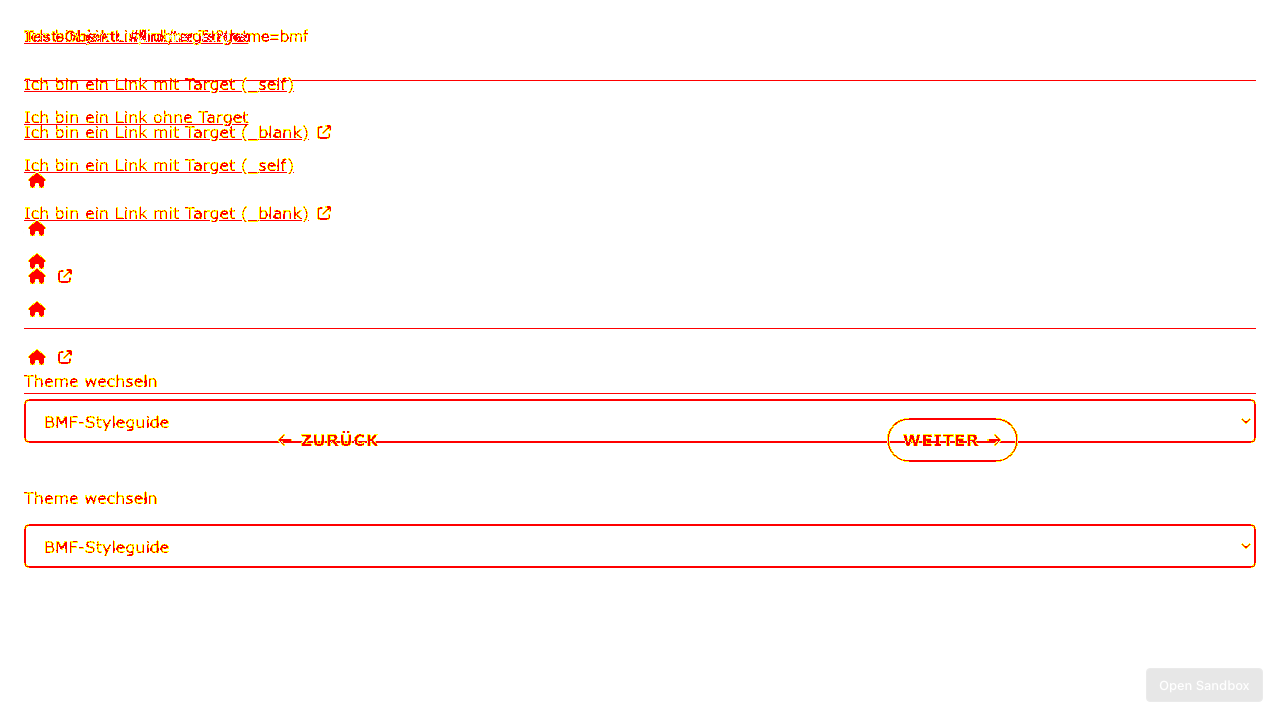 Ich bin ein Link mit Target (_self)
Ich bin ein Link ohne Target
Ich bin ein Link mit Target (_blank)
Ich bin ein Link mit Target (_self)
Ich bin ein Link mit Target (_blank)
Theme wechseln
BMF-Styleguide
← ZURÜCK WEITER →
Theme wechseln
BMF-Styleguide
Open Sandbox